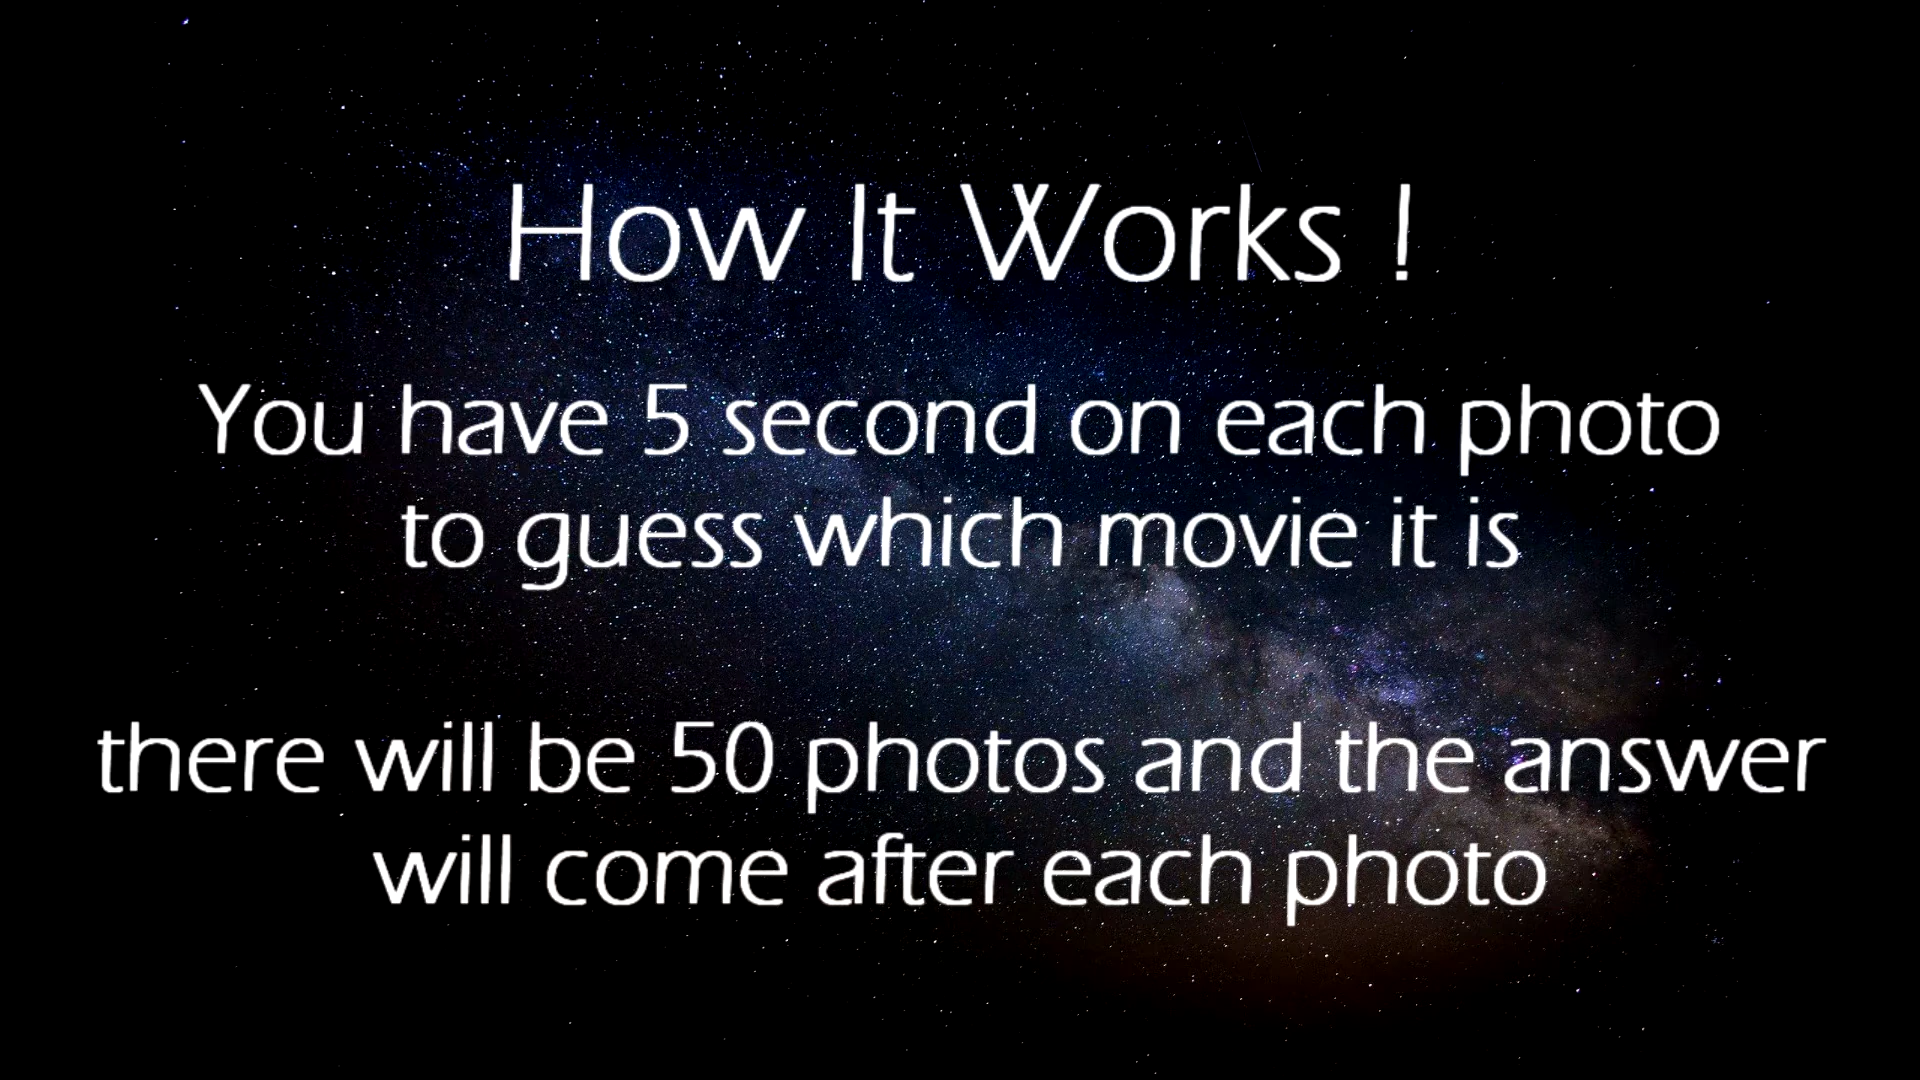 How It Works !
You have 5 second on each photo
to guess which movie it is
there will be 50 photos and the answer
will come after each photo